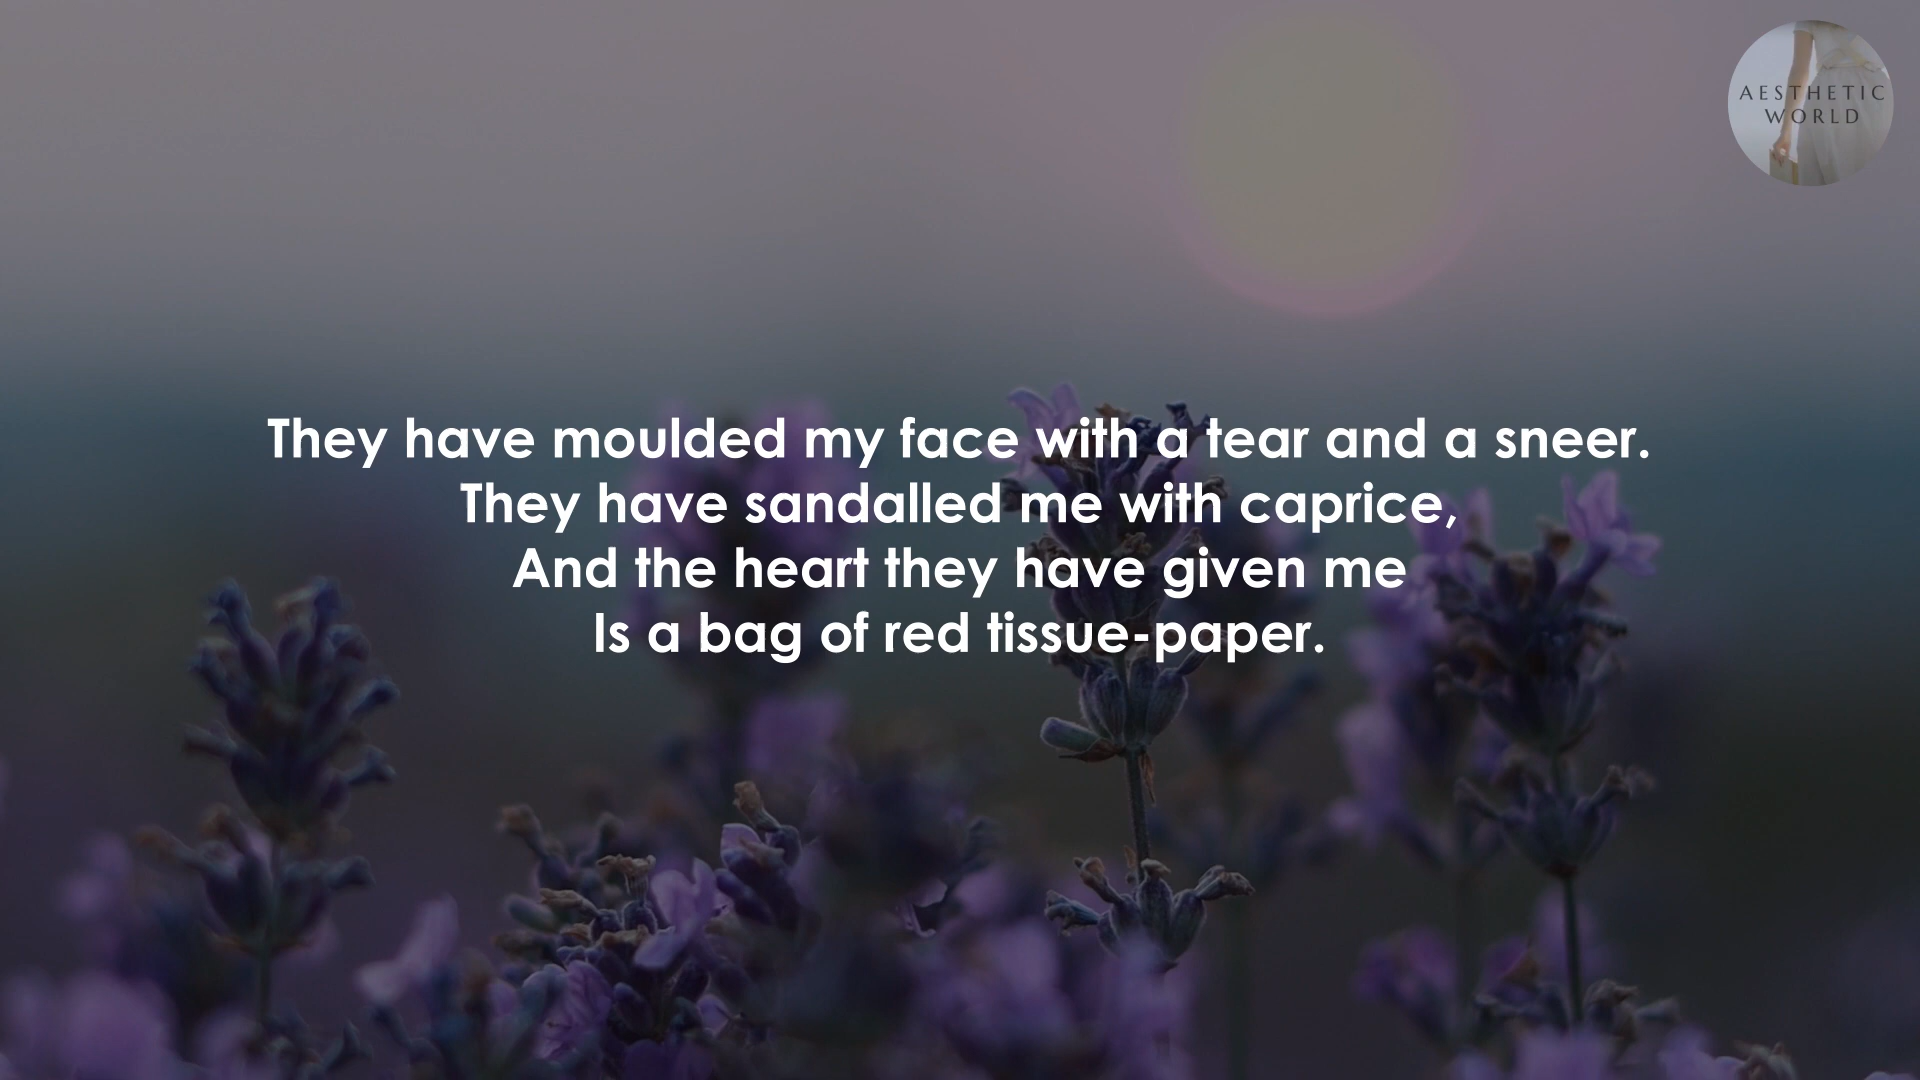 AESTHETIC
WORLD
They have moulded my face with a tear and a sneer.
They have sandalled me with caprice,
And the heart they have given me
Is a bag of red tissue-paper.